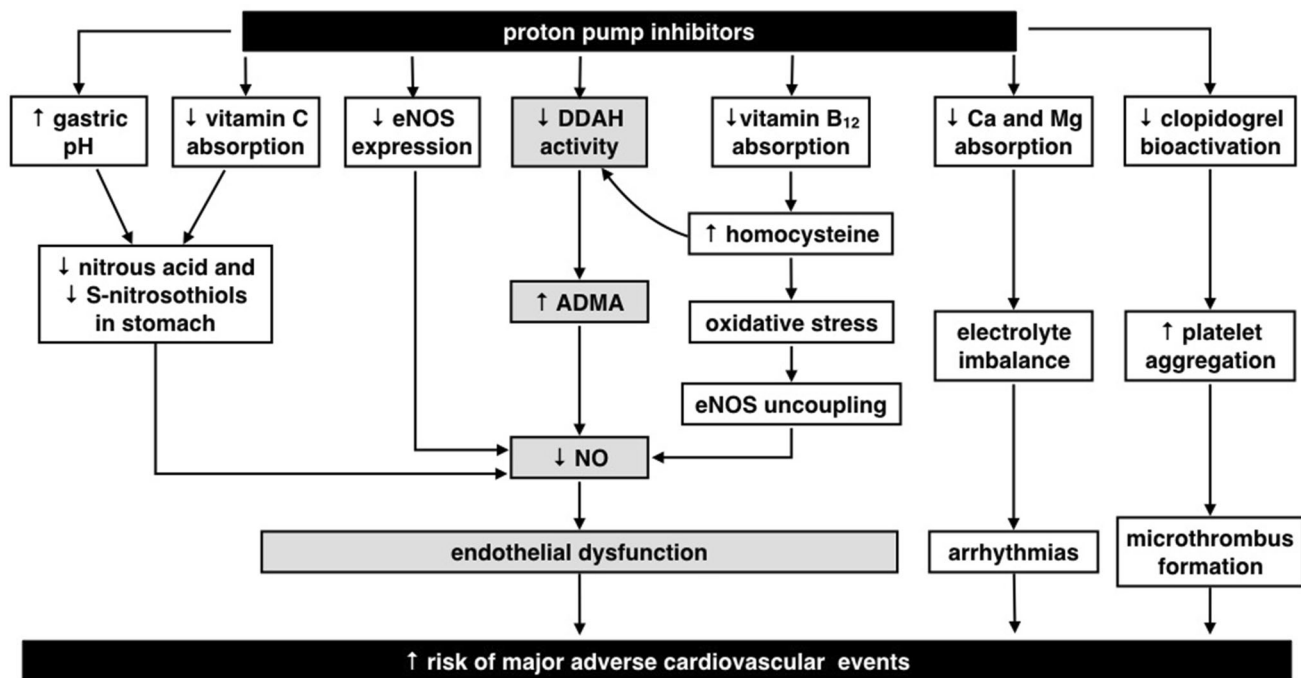 proton pump inhibitors
↑ gastric
pH
↓ vitamin C
absorption
↓ eNOS
expression
↓ DDAH
activity
↓vitamin B₁₂
absorption
↓ Ca and Mg
absorption
↓ clopidogrel
bioactivation
↑ homocysteine
↓ nitrous acid and
↓ S-nitrosothiols
in stomach
↑ ADMA
oxidative stress
electrolyte
imbalance
↑ platelet
aggregation
eNOS uncoupling
↓ NO
endothelial dysfunction
arrhythmias
microthrombus
formation
↑ risk of major adverse cardiovascular events